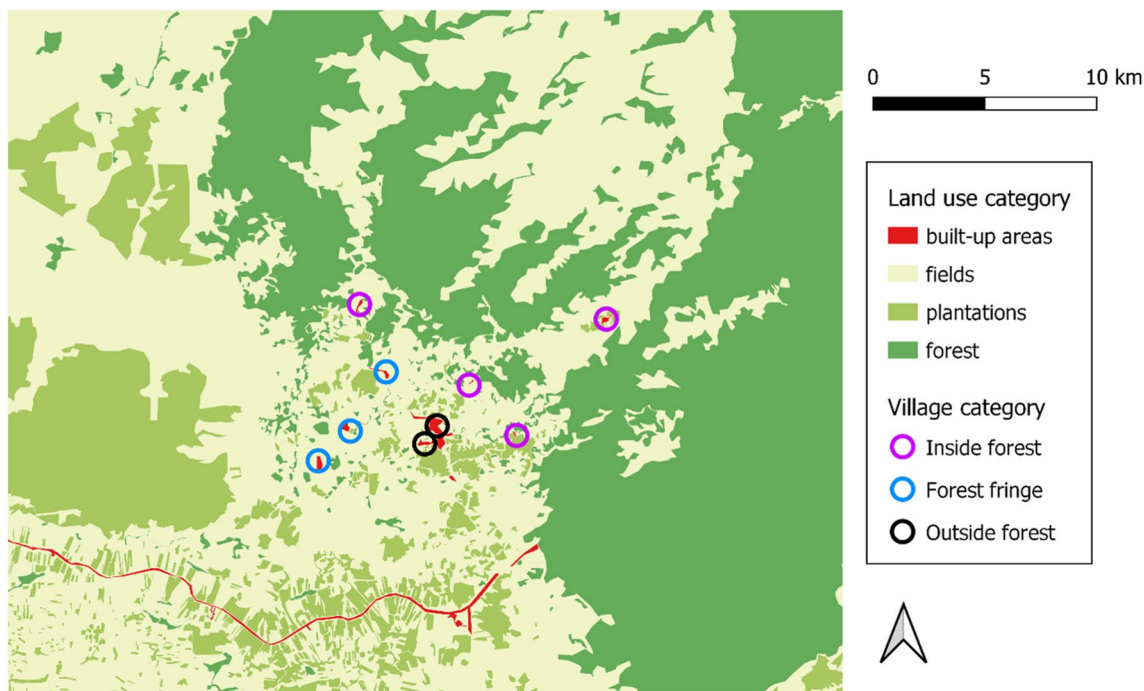 0 5 10 km
Land use category
built-up areas
fields
plantations
forest
Village category
Inside forest
Forest fringe
Outside forest